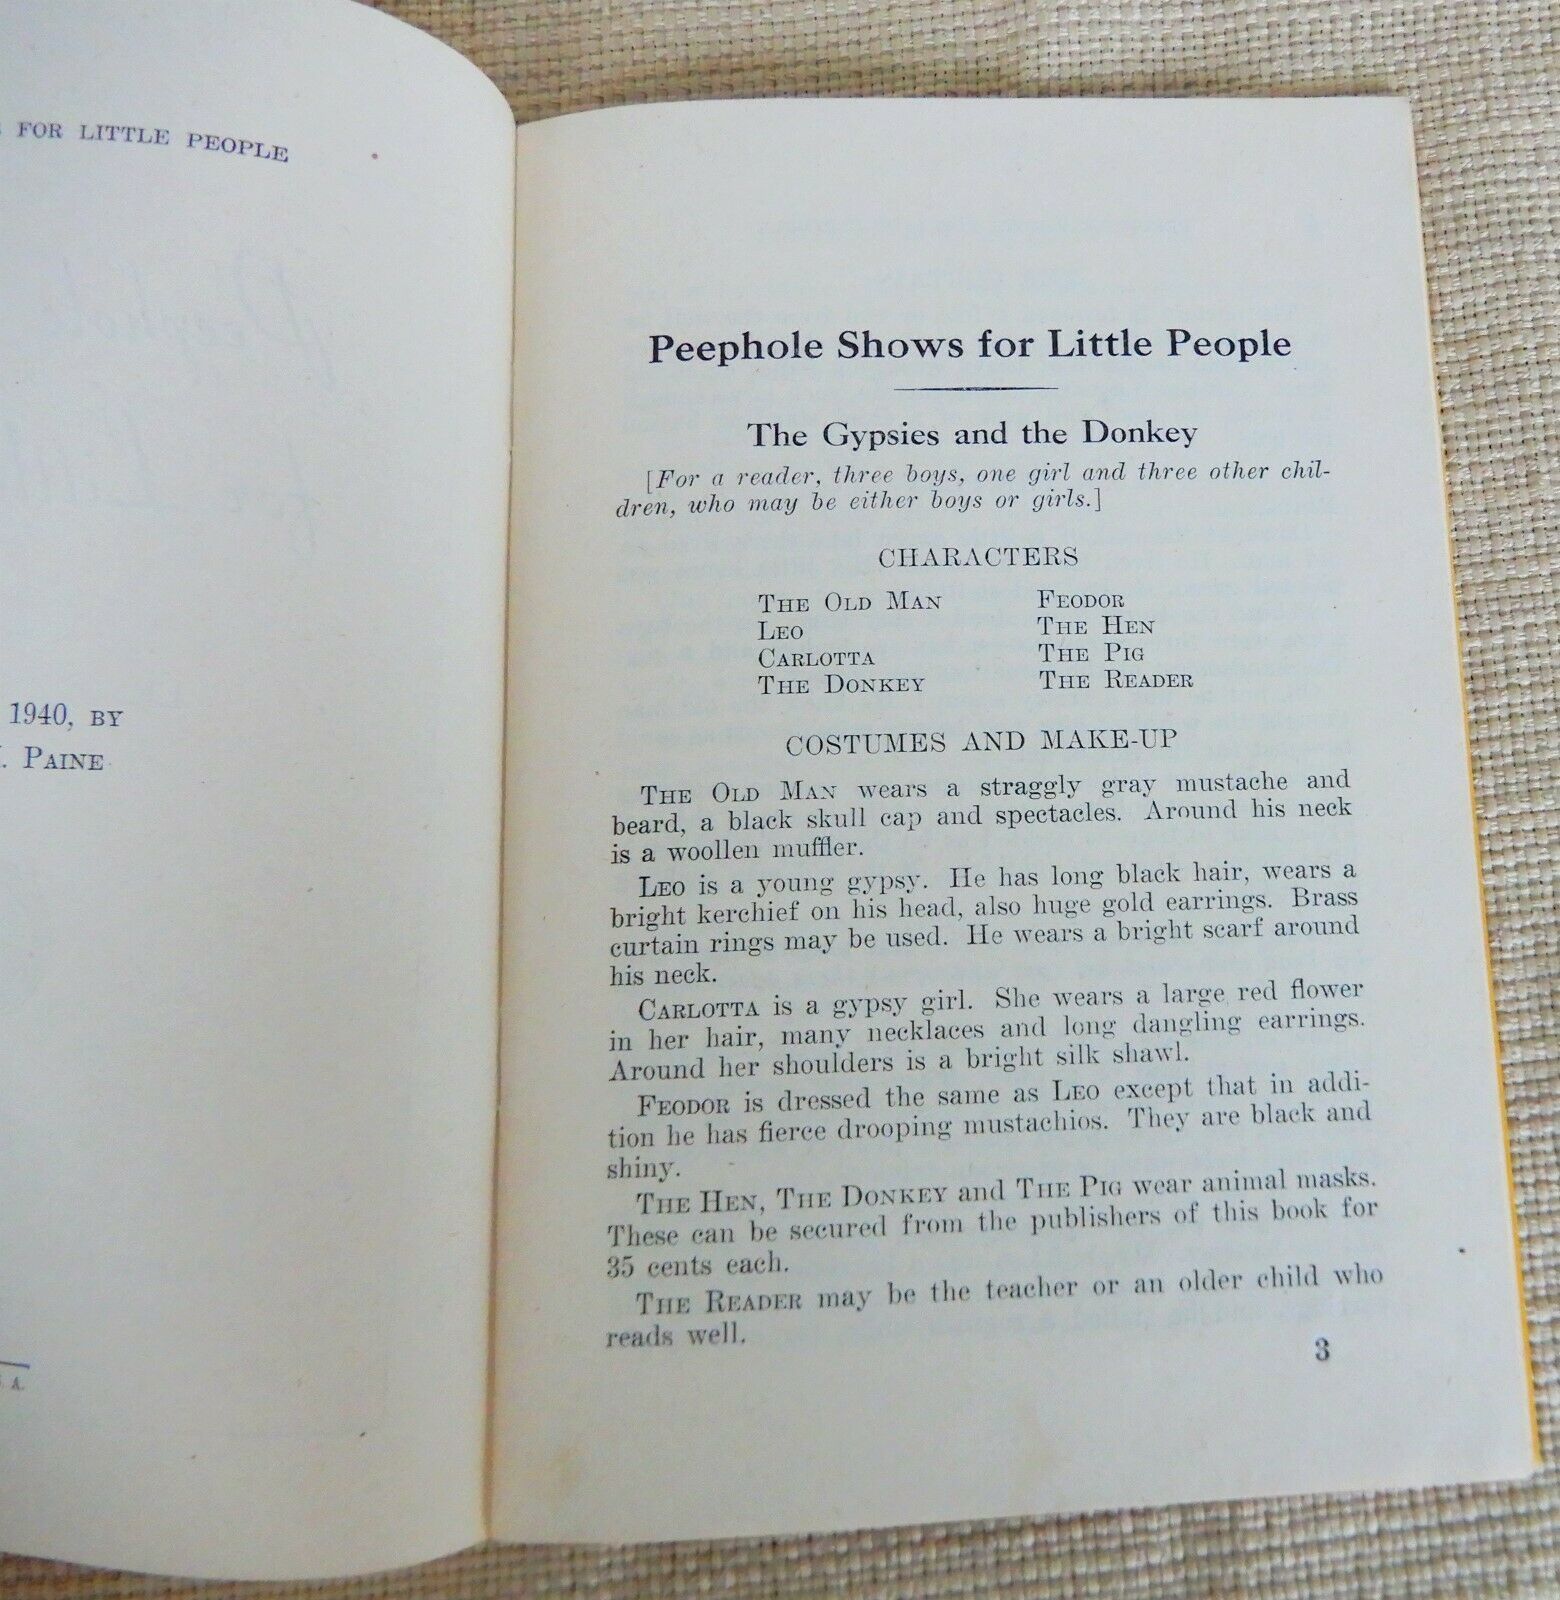 FOR LITTLE PEOPLE
1940, BY
. PAINE
. A.
Peephole Shows for Little People
The Gypsies and the Donkey
[For a reader, three boys, one girl and three other chil-
dren, who may be either boys or girls.]
CHARACTERS
THE OLD MAN FEODOR
LEO THE HEN
CARLOTTA THE PIG
THE DONKEY THE READER
COSTUMES AND MAKE-UP
THE OLD MAN wears a straggly gray mustache and
beard, a black skull cap and spectacles. Around his neck
is a woollen muffler.
LEO is a young gypsy. He has long black hair, wears a
bright kerchief on his head, also huge gold earrings. Brass
curtain rings may be used. He wears a bright scarf around
his neck.
CARLOTTA is a gypsy girl. She wears a large red flower
in her hair, many necklaces and long dangling earrings.
Around her shoulders is a bright silk shawl.
FEODOR is dressed the same as LEO except that in addi-
tion he has fierce drooping mustachios. They are black and
shiny.
THE HEN, THE DONKEY and THE PIG wear animal masks.
These can be secured from the publishers of this book for
35 cents each.
THE READER may be the teacher or an older child who
reads well.
3